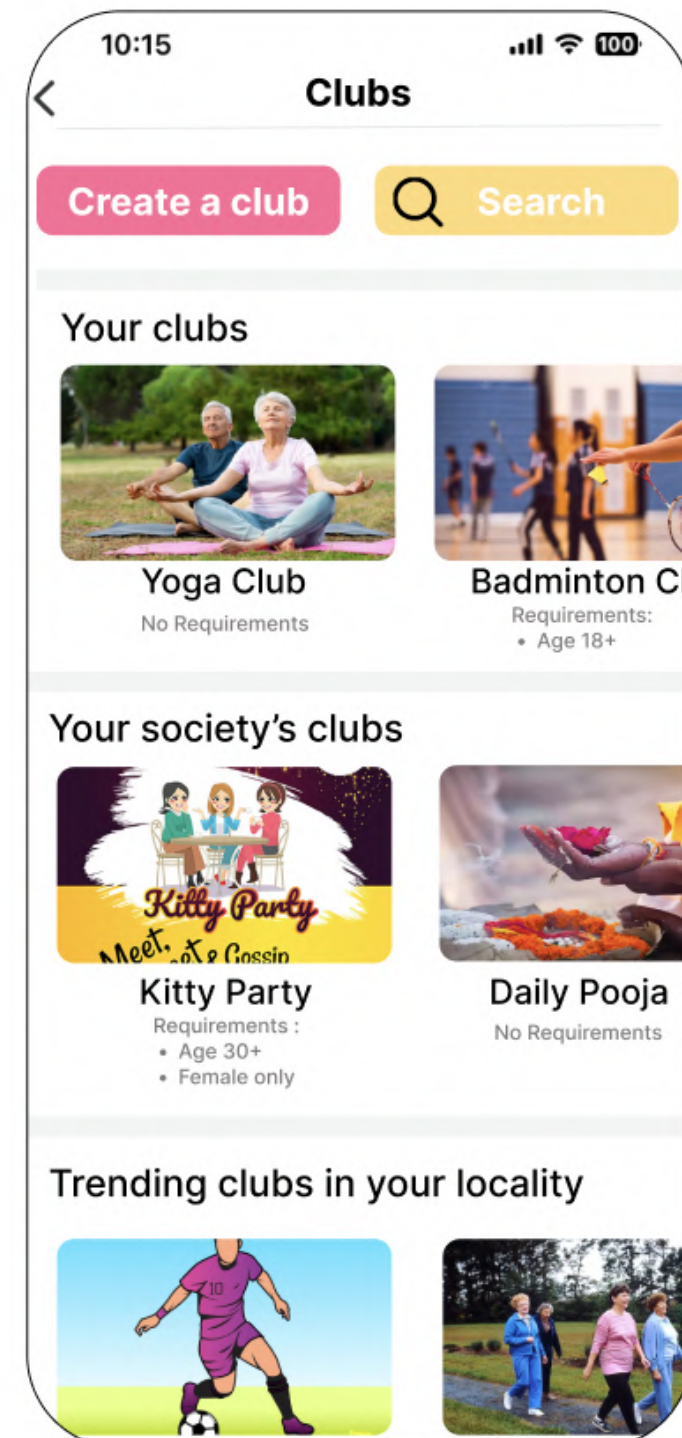 10:15
100
Clubs
Create a club
Search
Your clubs
Yoga Club
No Requirements
Badminton Cl
Requirements:
• Age 18+
Your society’s clubs
Kitty Party
Meet,
& Gossip
Kitty Party
Requirements :
• Age 30+
• Female only
Daily Pooja
No Requirements
Trending clubs in your locality
10